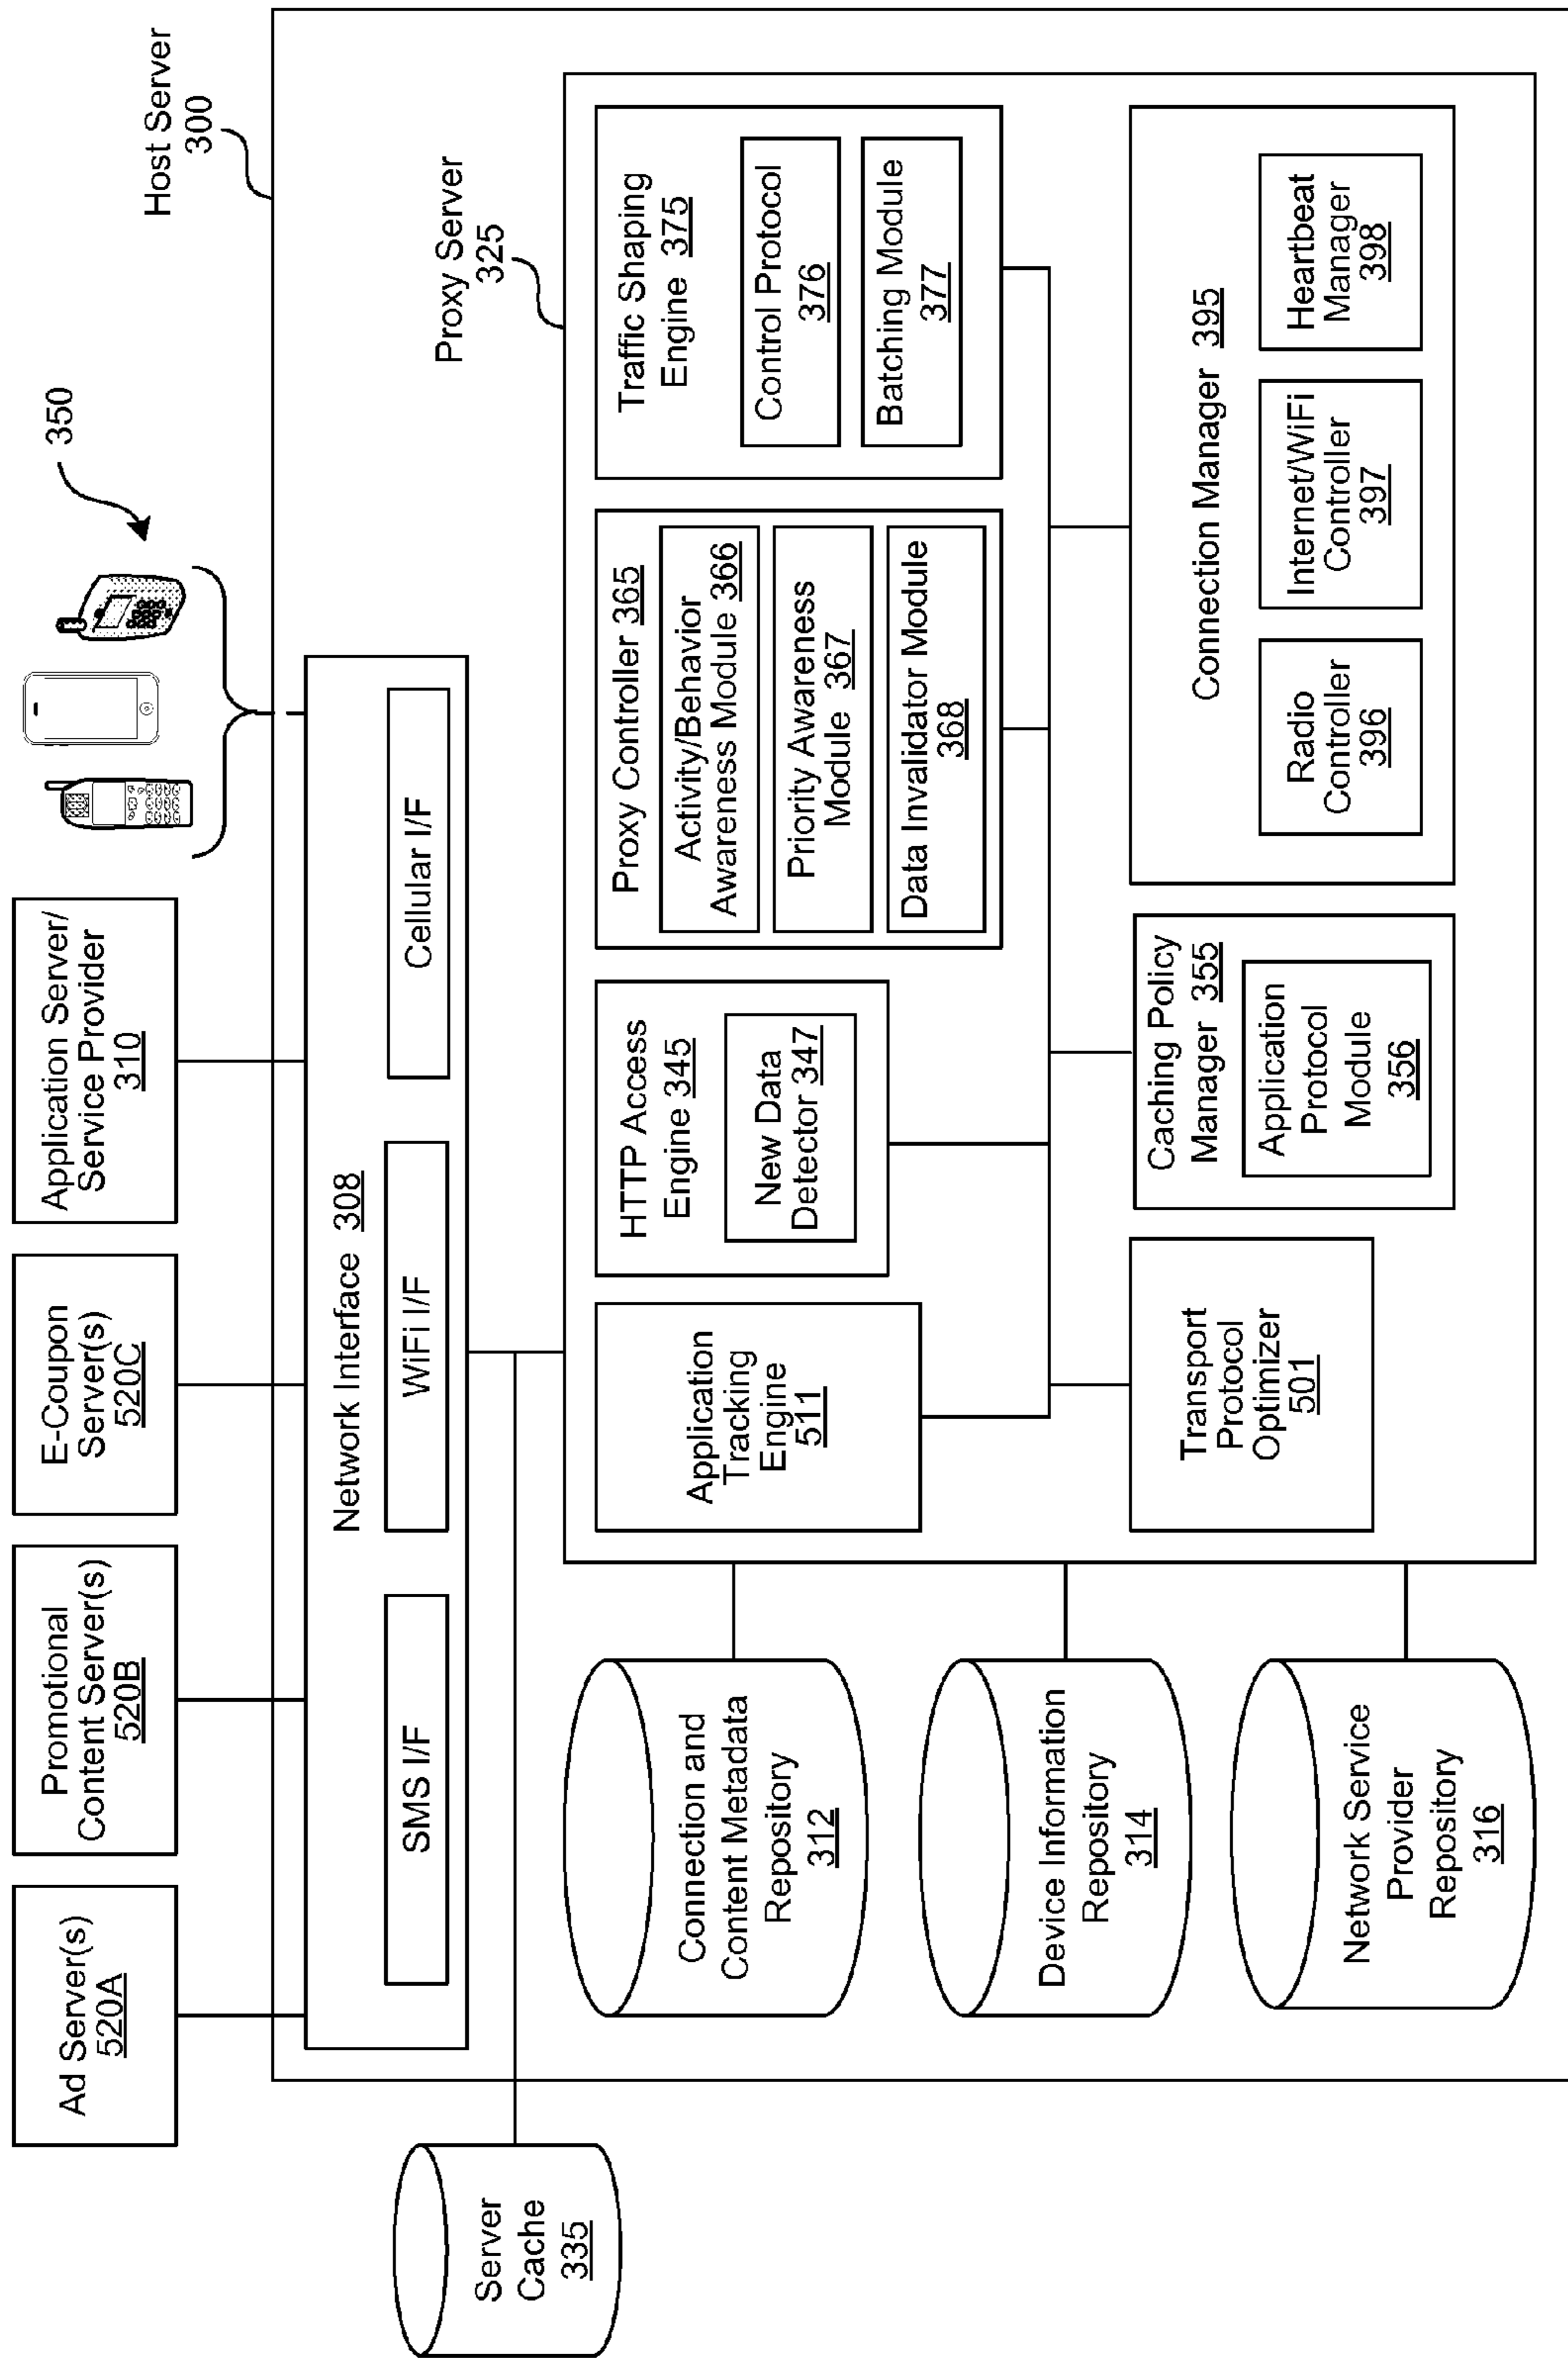 Ad Server(s)
520A
Promotional
Content Server(s)
520B
E-Coupon
Server(s)
520C
Application Server/
Service Provider
310
350
Host Server
300
Network Interface 308
SMS I/F
WiFi I/F
Cellular I/F
Server
Cache
335
Proxy Server
325
Connection and
Content Metadata
Repository
312
Device Information
Repository
314
Network Service
Provider
Repository
316
Application
Tracking
Engine
511
HTTP Access
Engine 345
New Data
Detector 347
Proxy Controller 365
Activity/Behavior
Awareness Module 366
Priority Awareness
Module 367
Data Invalidator Module
368
Traffic Shaping
Engine 375
Control Protocol
376
Batching Module
377
Transport
Protocol
Optimizer
501
Caching Policy
Manager 355
Application
Protocol
Module
356
Connection Manager 395
Radio
Controller
396
Internet/WiFi
Controller
397
Heartbeat
Manager
398